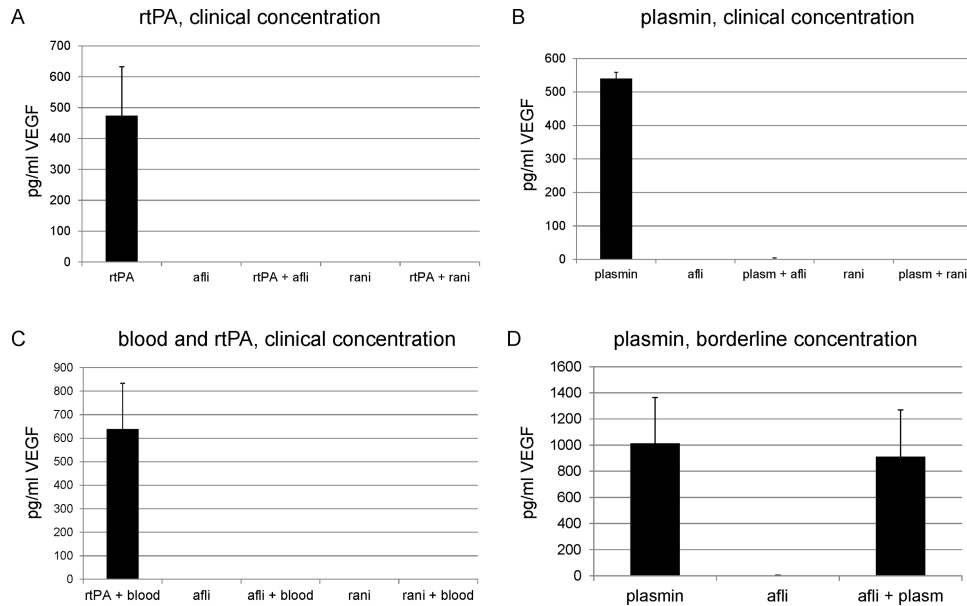 A
rtPA, clinical concentration
pg/ml VEGF
700
600
500
400
300
200
100
0
rtPA
afli
rtPA + afli
rani
rtPA + rani
B
plasmin, clinical concentration
pg/ml VEGF
600
500
400
300
200
100
0
plasmin
afli
plasm + afli
rani
plasm + rani
C
blood and rtPA, clinical concentration
pg/ml VEGF
900
800
700
600
500
400
300
200
100
0
rtPA + blood
afli
afli + blood
rani
rani + blood
D
plasmin, borderline concentration
pg/ml VEGF
1600
1400
1200
1000
800
600
400
200
0
plasmin
afli
afli + plasm